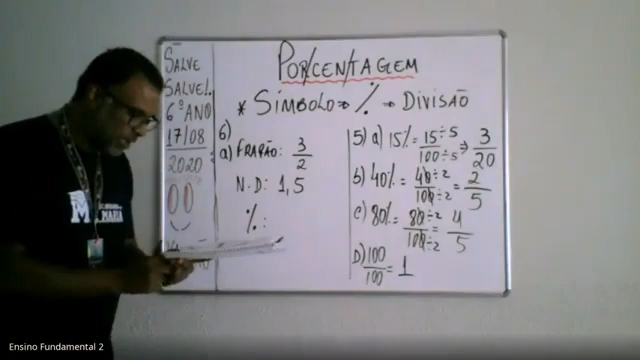 PORCENTAGEM
* SÍMBOLO → % → DIVISÃO
SALVE
SALVE!
6º ANO
17/08
2020
6)
a) FRAÇÃO: 3/2
N.D: 1,5
%:
5) a) 15% = 15÷5/100÷5 → 3/20
b) 40% = 40÷2/100÷2 = 2/5
c) 80% = 80÷2/100÷2 = 4/5
D) 100/100 = 1
Ensino Fundamental 2